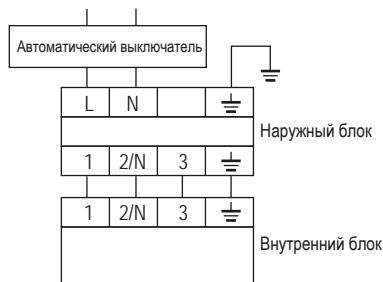 Автоматический выключатель
L N
Наружный блок
1 2/N 3
1 2/N 3
Внутренний блок